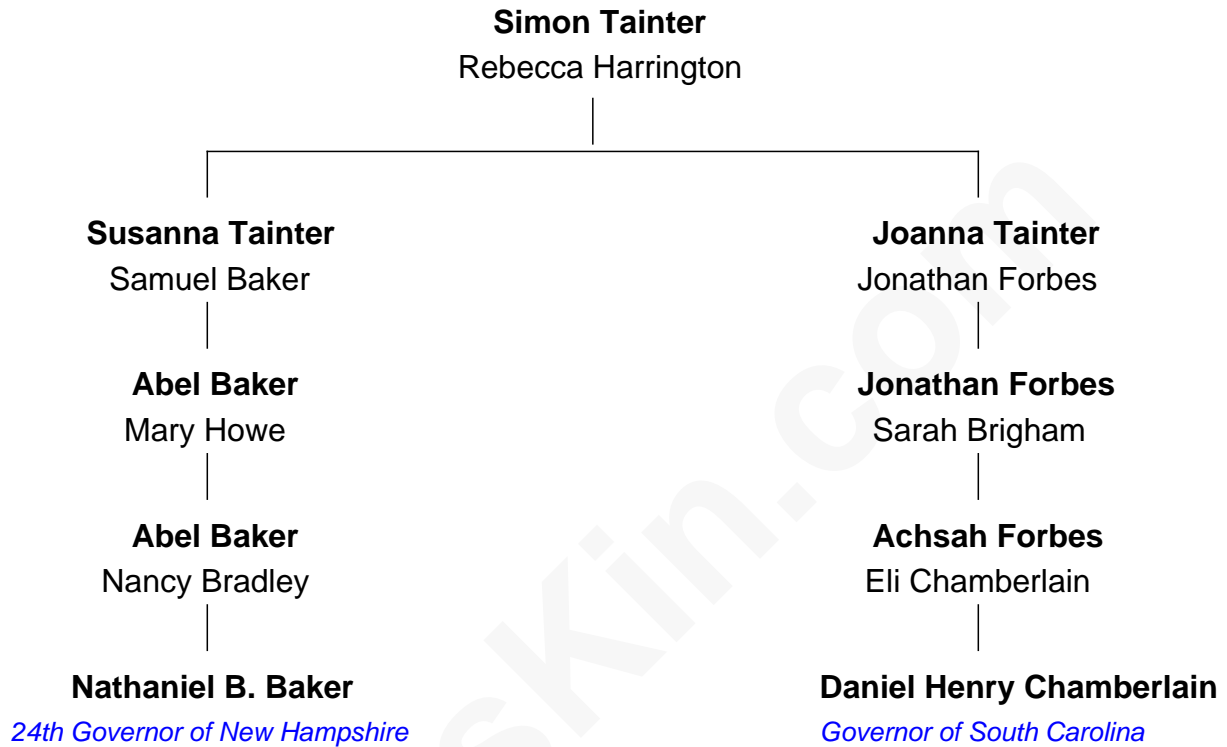 Simon Tainter
Rebecca Harrington
Susanna Tainter
Samuel Baker
Joanna Tainter
Jonathan Forbes
Abel Baker
Mary Howe
Jonathan Forbes
Sarah Brigham
Abel Baker
Nancy Bradley
Achsah Forbes
Eli Chamberlain
Nathaniel B. Baker
24th Governor of New Hampshire
Daniel Henry Chamberlain
Governor of South Carolina
sKin.com